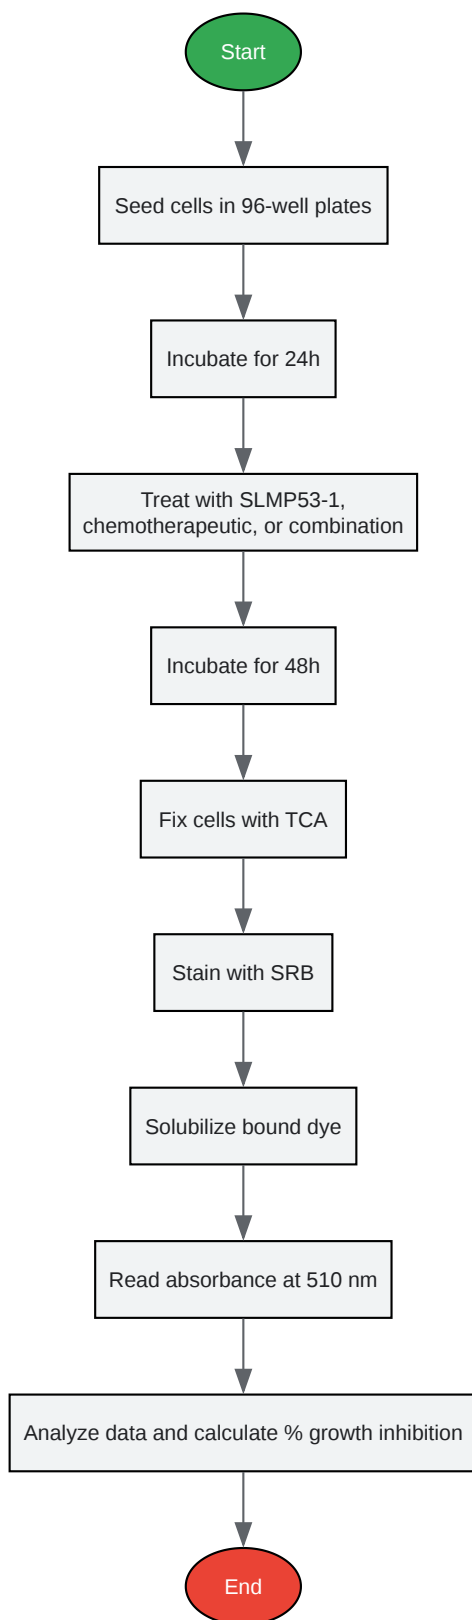 Start
Seed cells in 96-well plates
Incubate for 24h
Treat with SLMP53-1,
chemotherapeutic, or combination
Incubate for 48h
Fix cells with TCA
Stain with SRB
Solubilize bound dye
Read absorbance at 510 nm
Analyze data and calculate % growth inhibition
End